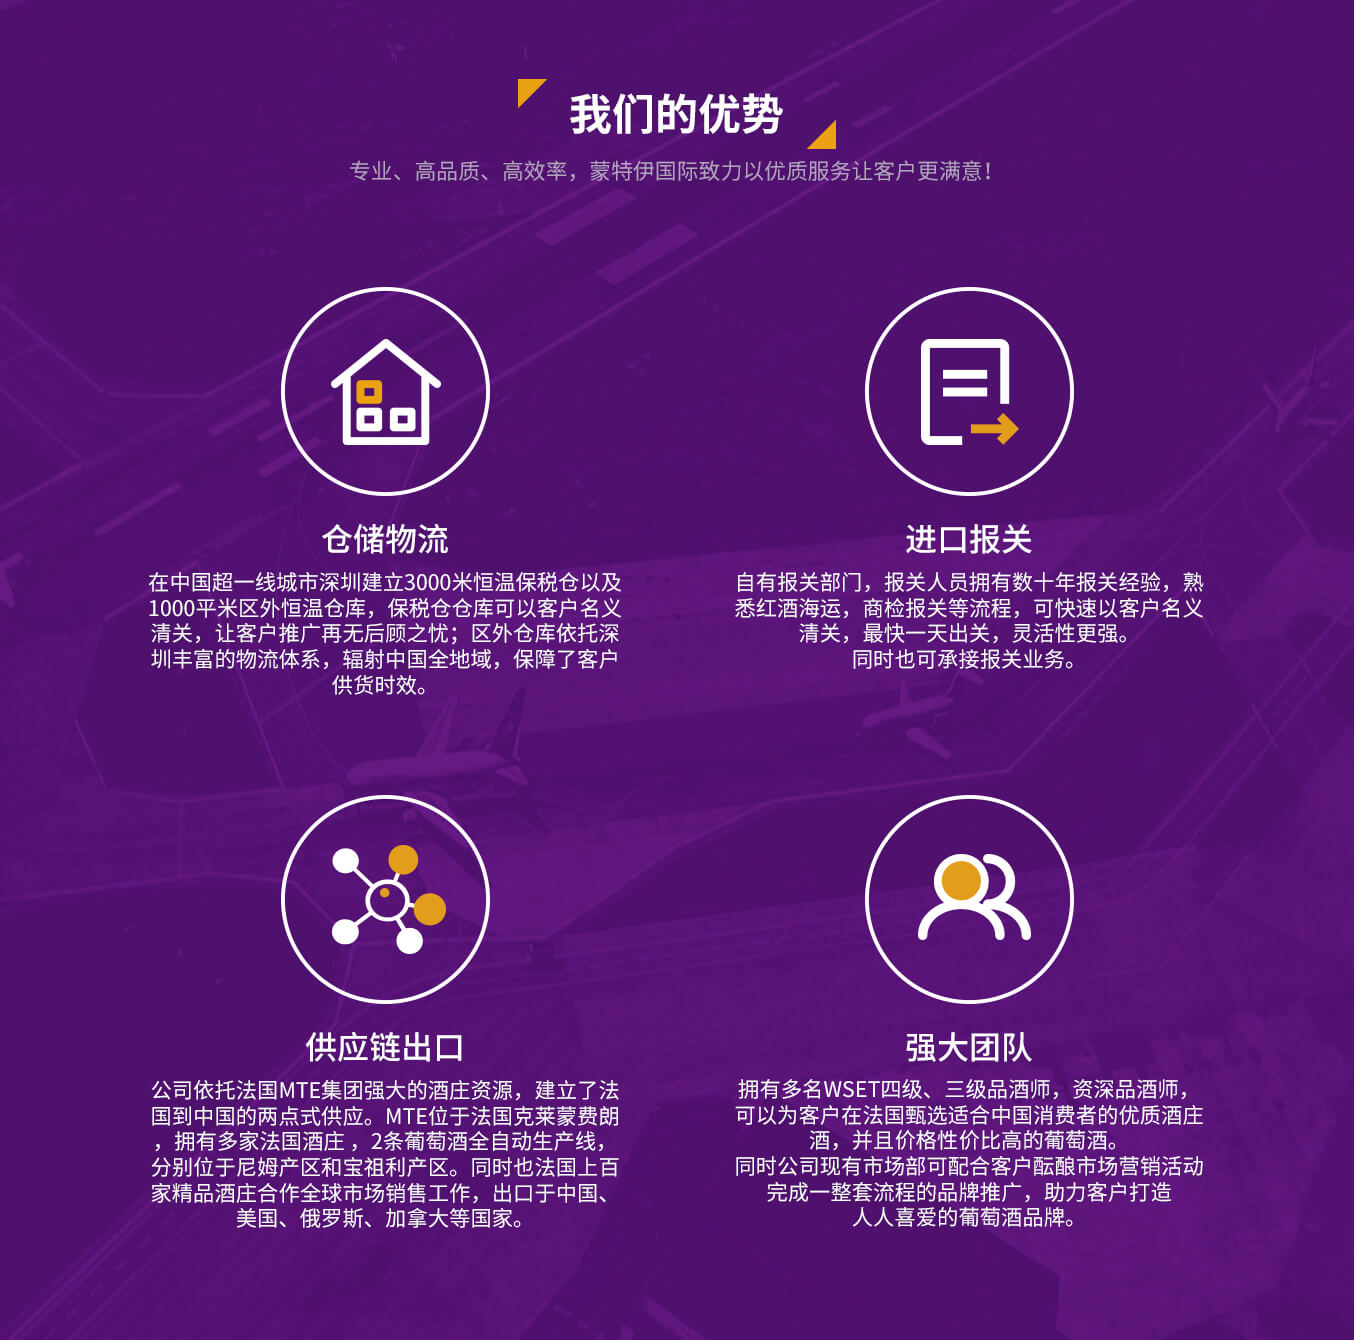 我们的优势
专业、高品质、高效率，蒙特伊国际致力以优质服务让客户更满意！
仓储物流
在中国超一线城市深圳建立3000米恒温保税仓以及
1000平米区外恒温仓库，保税仓仓库可以客户名义
清关，让客户推广再无后顾之忧；区外仓库依托深
圳丰富的物流体系，辐射中国全地域，保障了客户
供货时效。
进口报关
自有报关部门，报关人员拥有数十年报关经验，熟
悉红酒海运，商检报关等流程，可快速以客户名义
清关，最快一天出关，灵活性更强。
同时也可承接报关业务。
供应链出口
公司依托法国MTE集团强大的酒庄资源，建立了法
国到中国的两点式供应。MTE位于法国克莱蒙费朗
，拥有多家法国酒庄 ，2条葡萄酒全自动生产线，
分别位于尼姆产区和宝祖利产区。同时也法国上百
家精品酒庄合作全球市场销售工作，出口于中国、
美国、俄罗斯、加拿大等国家。
强大团队
拥有多名WSET四级、三级品酒师，资深品酒师，
可以为客户在法国甄选适合中国消费者的优质酒庄
酒，并且价格性价比高的葡萄酒。
同时公司现有市场部可配合客户酝酿市场营销活动
完成一整套流程的品牌推广，助力客户打造
人人喜爱的葡萄酒品牌。